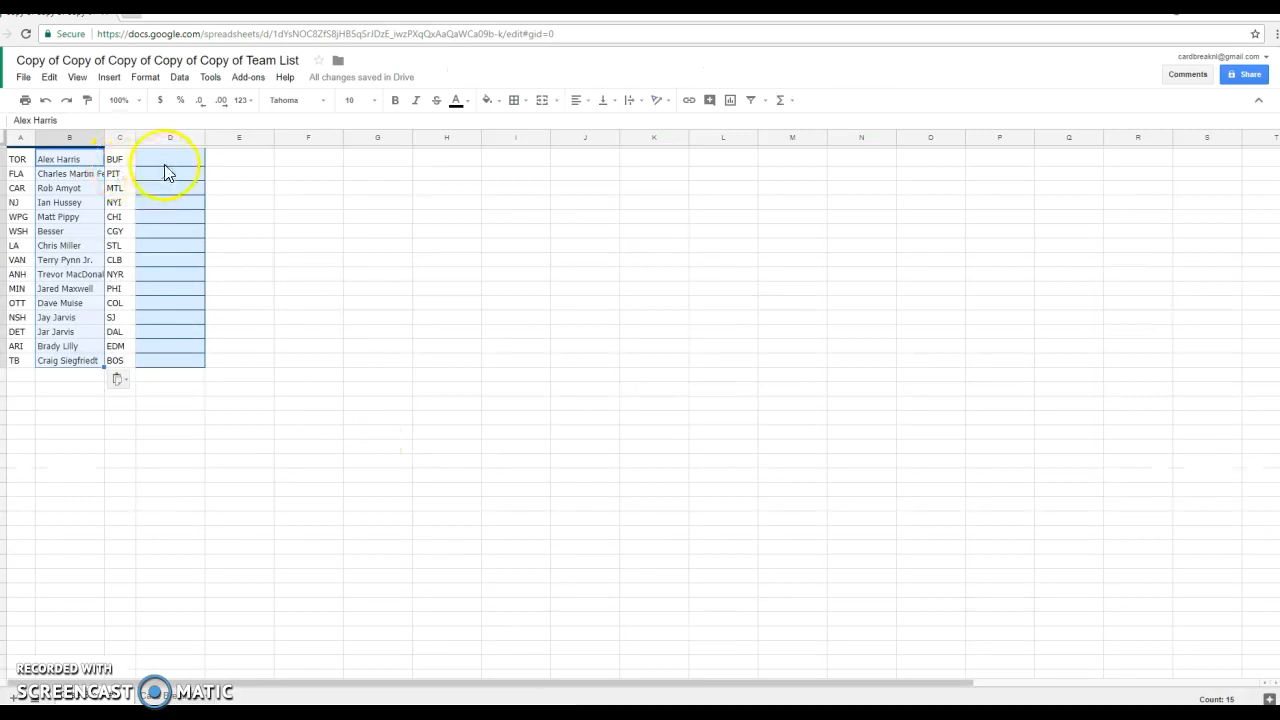 Secure https://docs.google.com/spreadsheets/d/1dYsNOC8ZfS8jHB5qSrJDzE_iwzPXqQxAaQaWCa09b-k/edit#gid=0
Copy of Copy of Copy of Copy of Copy of Team List
cardbreaknl@gmail.com
File Edit View Insert Format Data Tools Add-ons Help All changes saved in Drive
Comments Share
100% $ % .0 .00 123 Tahoma 10 B I S A Σ
Alex Harris
A B C D E F G H I J K L M N O P Q R S T
TOR Alex Harris BUF
FLA Charles Martin Fe PIT
CAR Rob Amyot MTL
NJ Ian Hussey NYI
WPG Matt Pippy CHI
WSH Besser CGY
LA Chris Miller STL
VAN Terry Pynn Jr. CLB
ANH Trevor MacDonal NYR
MIN Jared Maxwell PHI
OTT Dave Muise COL
NSH Jay Jarvis SJ
DET Jar Jarvis DAL
ARI Brady Lilly EDM
TB Craig Siegfriedt BOS
RECORDED WITH
SCREENCAST MATIC
Count: 15